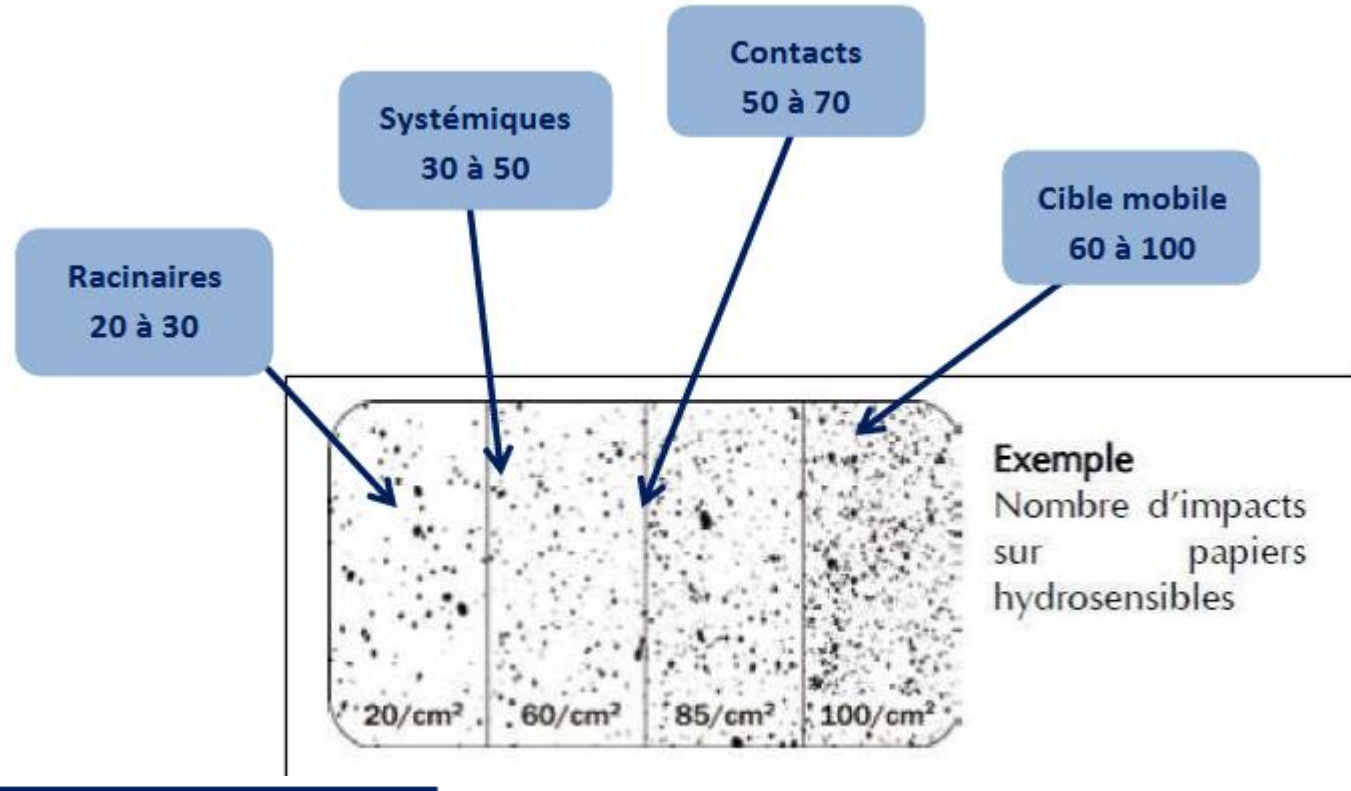 Contacts
50 à 70
Systémiques
30 à 50
Cible mobile
60 à 100
Racinaires
20 à 30
Exemple
Nombre d'impacts
sur papiers
hydrosensibles
20/cm² 60/cm² 85/cm² 100/cm²